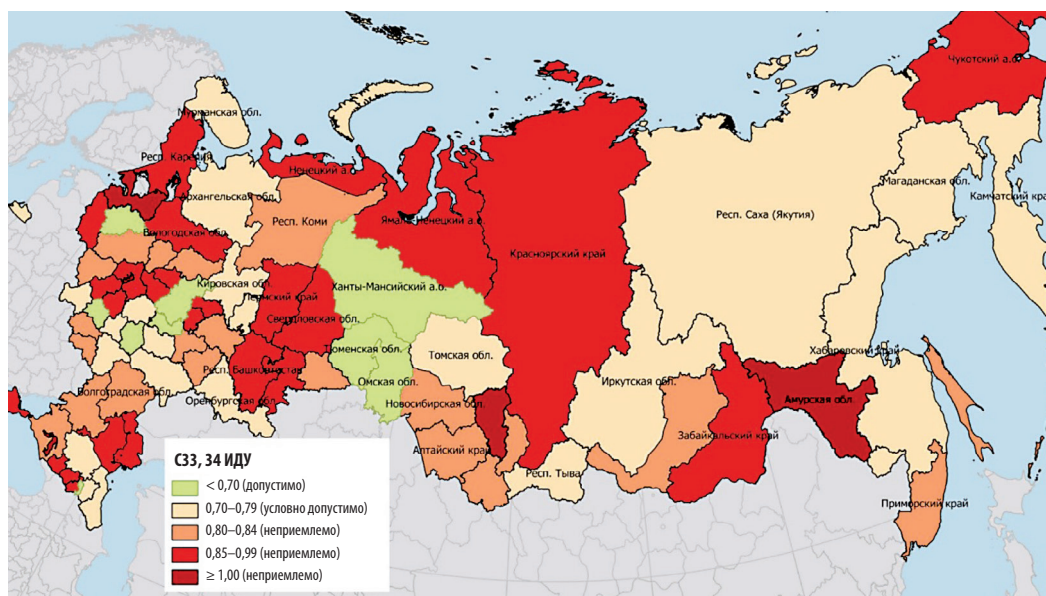 Чукотский а.о.
Мурманская обл.
Респ. Карелия
Ненецкий а.о.
Архангельская обл.
Магаданская обл.
Камчатский кра
Респ. Коми
Ямало-Ненецкий а.о.
Респ. Саха (Якутия)
Вологодская обл.
Красноярский край
Кировская обл.
Ханты-Мансийский а.о.
Пермский край
Свердловская обл.
Тюменская обл.
Томская обл.
Хабаровский край
Респ. Башкортостан
Омская обл.
Иркутская обл.
Волгоградская обл.
Оренбургская обл.
Новосибирская обл.
Амурская обл.
Забайкальский край
Алтайский край
Респ. Тыва
Приморский край
С33, 34 ИДУ
< 0,70 (допустимо)
0,70–0,79 (условно допустимо)
0,80–0,84 (неприемлемо)
0,85–0,99 (неприемлемо)
≥ 1,00 (неприемлемо)